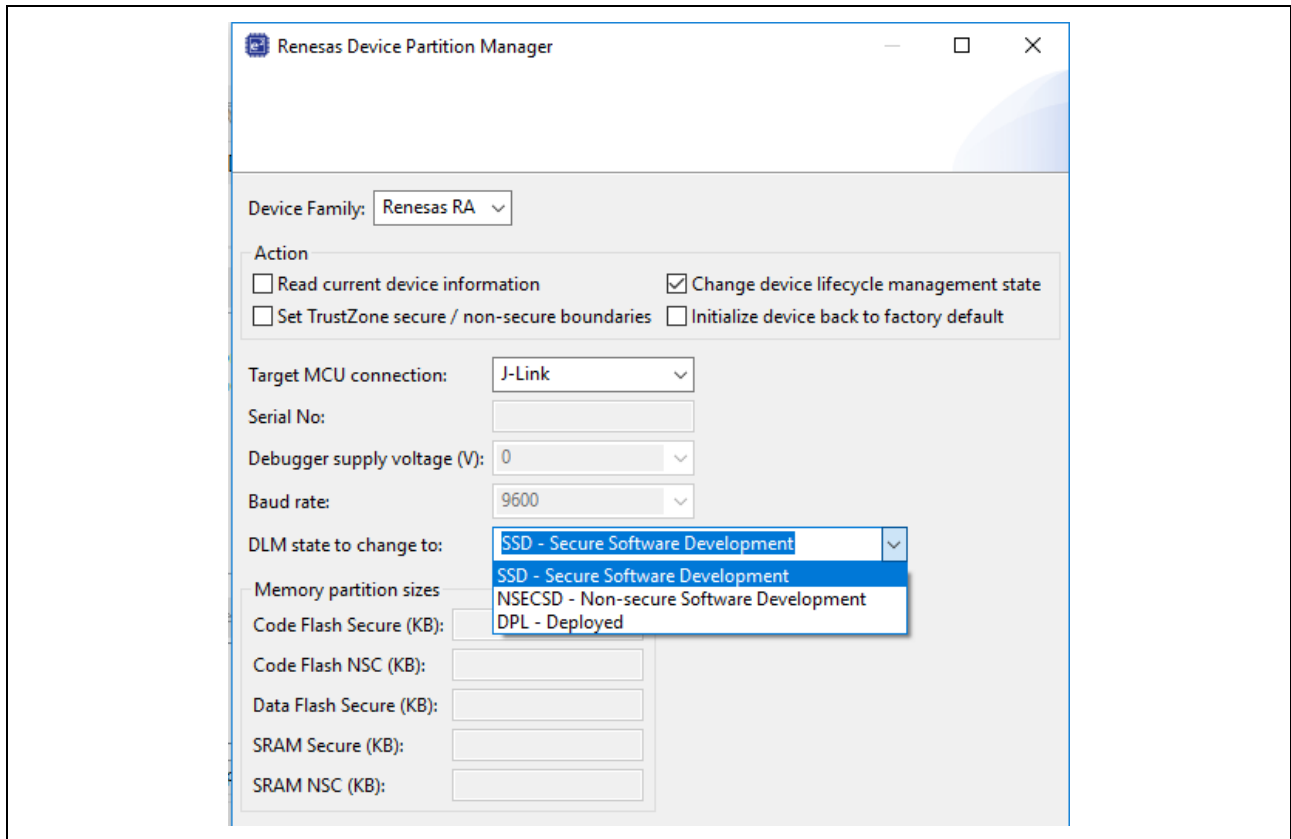 Renesas Device Partition Manager
Device Family: Renesas RA
Action
Read current device information
Change device lifecycle management state
Set TrustZone secure / non-secure boundaries
Initialize device back to factory default
Target MCU connection: J-Link
Serial No:
Debugger supply voltage (V): 0
Baud rate: 9600
DLM state to change to: SSD - Secure Software Development
SSD - Secure Software Development
NSECSD - Non-secure Software Development
DPL - Deployed
Memory partition sizes
Code Flash Secure (KB):
Code Flash NSC (KB):
Data Flash Secure (KB):
SRAM Secure (KB):
SRAM NSC (KB):